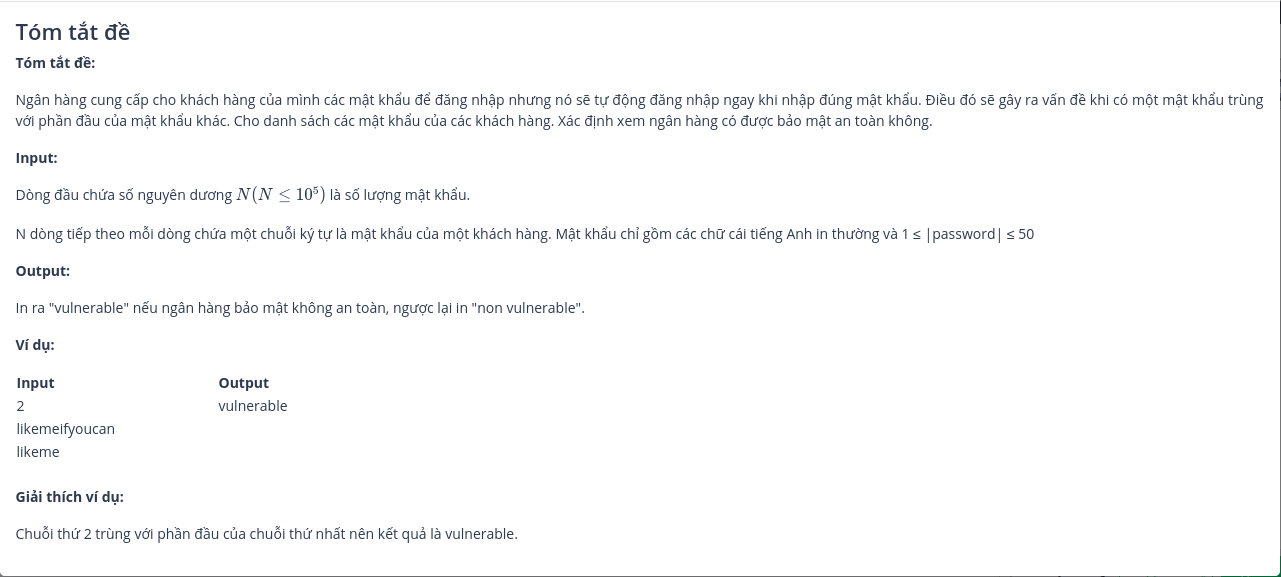 Tóm tắt đề
Tóm tắt đề:
Ngân hàng cung cấp cho khách hàng của mình các mật khẩu để đăng nhập nhưng nó sẽ tự động đăng nhập ngay khi nhập đúng mật khẩu. Điều đó sẽ gây ra vấn đề khi có một mật khẩu trùng
với phần đầu của mật khẩu khác. Cho danh sách các mật khẩu của các khách hàng. Xác định xem ngân hàng có được bảo mật an toàn không.
Input:
Dòng đầu chứa số nguyên dương N(N ≤ 10⁵) là số lượng mật khẩu.
N dòng tiếp theo mỗi dòng chứa một chuỗi ký tự là mật khẩu của một khách hàng. Mật khẩu chỉ gồm các chữ cái tiếng Anh in thường và 1 ≤ |password| ≤ 50
Output:
In ra "vulnerable" nếu ngân hàng bảo mật không an toàn, ngược lại in "non vulnerable".
Ví dụ:
Input Output
2 vulnerable
likemeifyoucan
likeme
Giải thích ví dụ:
Chuỗi thứ 2 trùng với phần đầu của chuỗi thứ nhất nên kết quả là vulnerable.